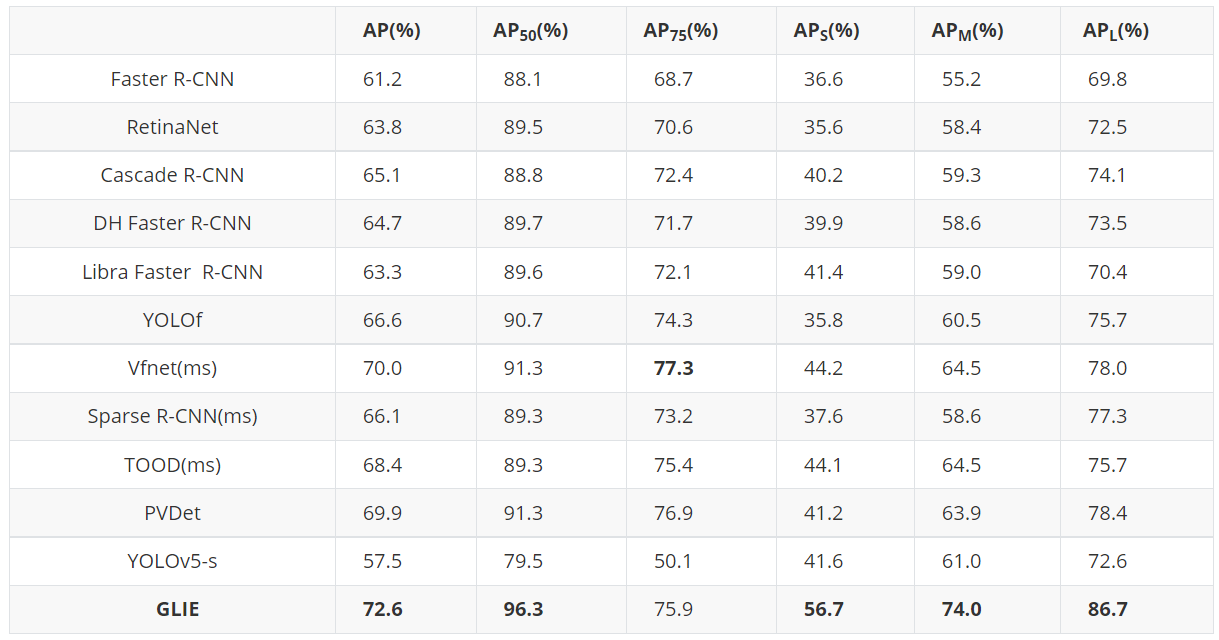 AP(%) AP50(%) AP75(%) APS(%) APM(%) APL(%)
Faster R-CNN 61.2 88.1 68.7 36.6 55.2 69.8
RetinaNet 63.8 89.5 70.6 35.6 58.4 72.5
Cascade R-CNN 65.1 88.8 72.4 40.2 59.3 74.1
DH Faster R-CNN 64.7 89.7 71.7 39.9 58.6 73.5
Libra Faster R-CNN 63.3 89.6 72.1 41.4 59.0 70.4
YOLOf 66.6 90.7 74.3 35.8 60.5 75.7
Vfnet(ms) 70.0 91.3 77.3 44.2 64.5 78.0
Sparse R-CNN(ms) 66.1 89.3 73.2 37.6 58.6 77.3
TOOD(ms) 68.4 89.3 75.4 44.1 64.5 75.7
PVDet 69.9 91.3 76.9 41.2 63.9 78.4
YOLOv5-s 57.5 79.5 50.1 41.6 61.0 72.6
GLIE 72.6 96.3 75.9 56.7 74.0 86.7